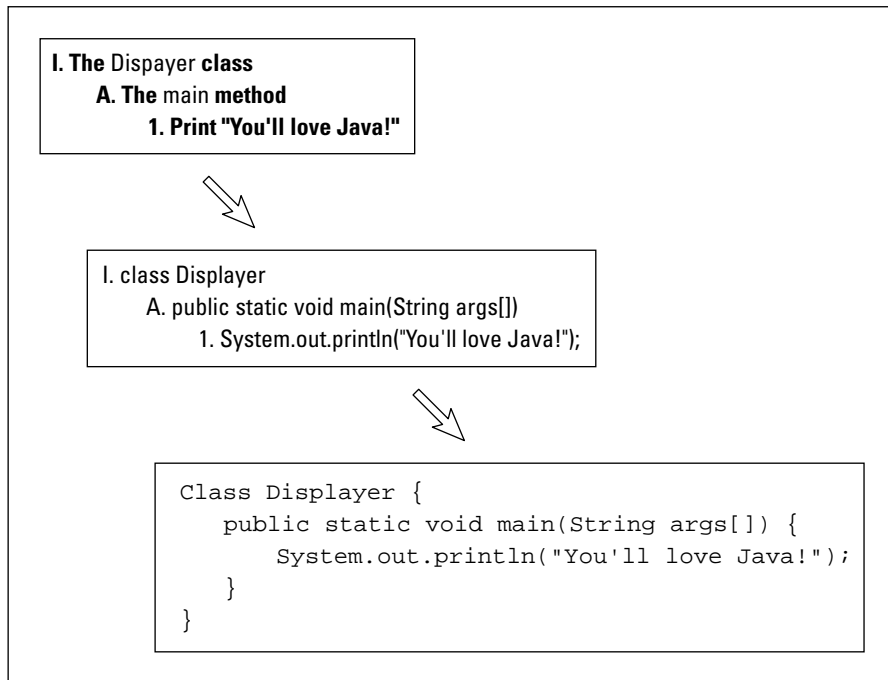 I. The Dispayer class
A. The main method
1. Print "You'll love Java!"
I. class Displayer
A. public static void main(String args[])
1. System.out.println("You'll love Java!");
Class Displayer {
public static void main(String args[]) {
System.out.println("You'll love Java!");
}
}